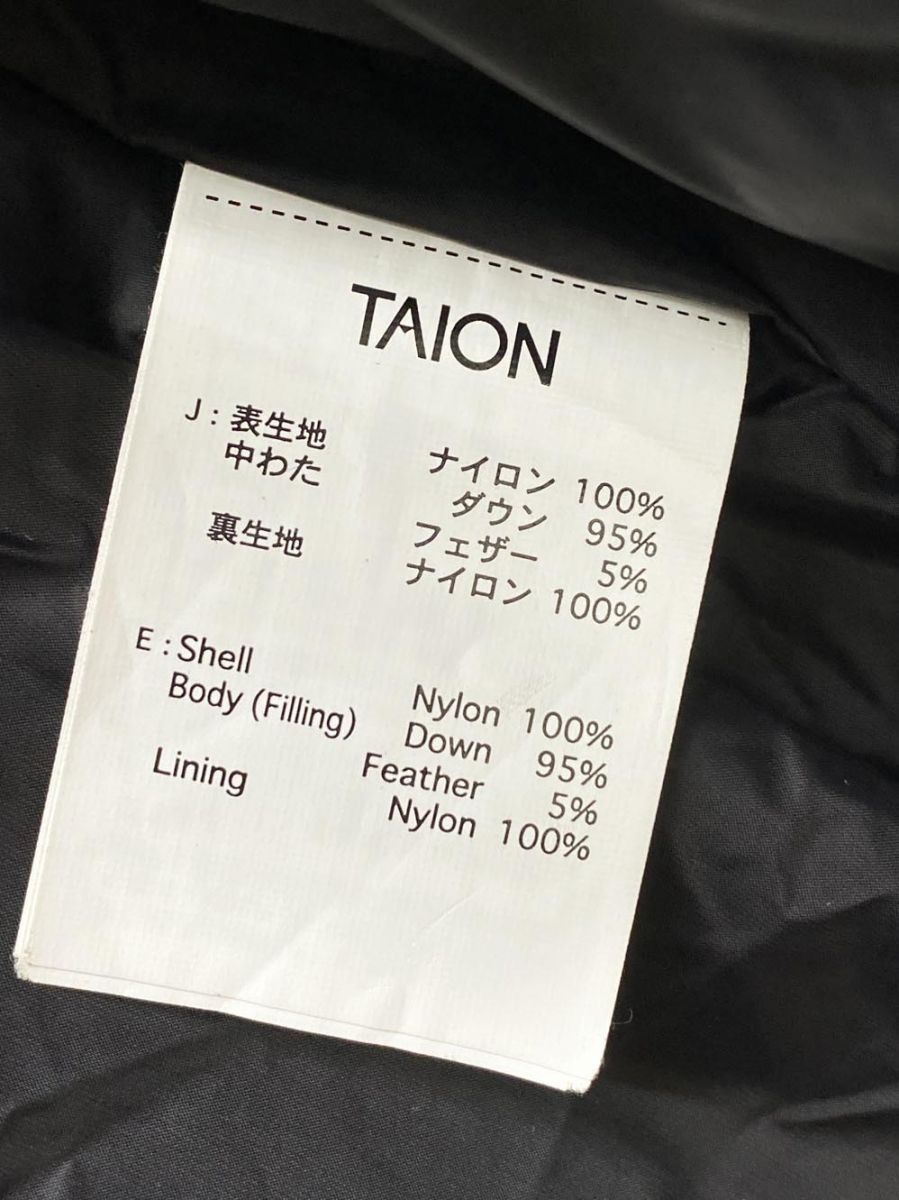 TAION
J : 表生地 ナイロン 100%
中わた ダウン 95%
フェザー 5%
裏生地 ナイロン 100%
E : Shell Nylon 100%
Body (Filling) Down 95%
Feather 5%
Lining Nylon 100%